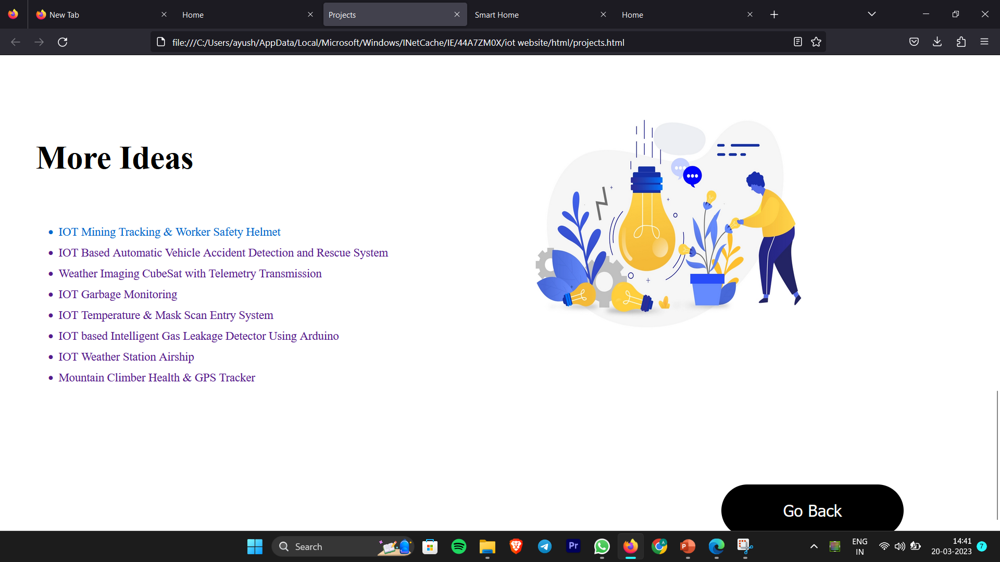 New Tab
Home
Projects
Smart Home
Home
file:///C:/Users/ayush/AppData/Local/Microsoft/Windows/INetCache/IE/44A7ZM0X/iot website/html/projects.html
More Ideas
IOT Mining Tracking & Worker Safety Helmet
IOT Based Automatic Vehicle Accident Detection and Rescue System
Weather Imaging CubeSat with Telemetry Transmission
IOT Garbage Monitoring
IOT Temperature & Mask Scan Entry System
IOT based Intelligent Gas Leakage Detector Using Arduino
IOT Weather Station Airship
Mountain Climber Health & GPS Tracker
Go Back
Search
Pr
A
P
ENG
IN
14:41
20-03-2023
7